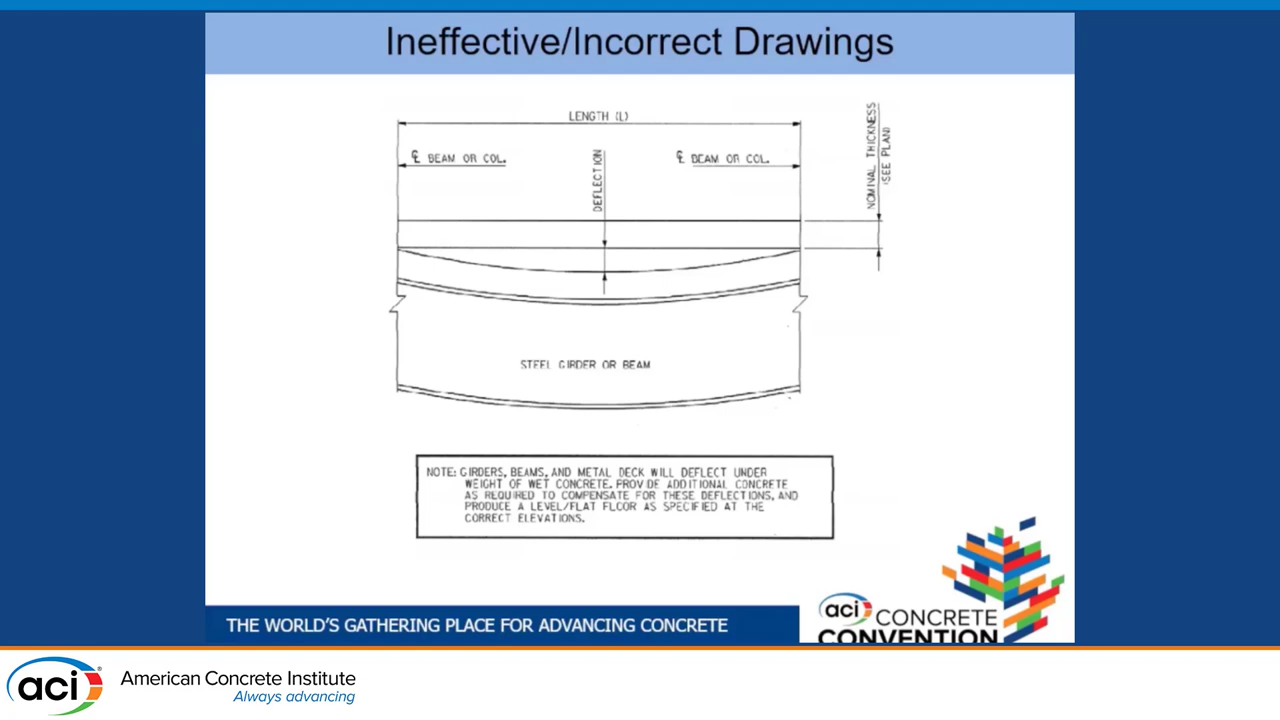 Ineffective/Incorrect Drawings
LENGTH (L)
℄ BEAM OR COL.
℄ BEAM OR COL.
DEFLECTION
NOMINAL THICKNESS
(SEE PLAN)
STEEL GIRDER OR BEAM
NOTE: GIRDERS, BEAMS, AND METAL DECK WILL DEFLECT UNDER
WEIGHT OF WET CONCRETE. PROVIDE ADDITIONAL CONCRETE
AS REQUIRED TO COMPENSATE FOR THESE DEFLECTIONS, AND
PRODUCE A LEVEL/FLAT FLOOR AS SPECIFIED AT THE
CORRECT ELEVATIONS.
THE WORLD'S GATHERING PLACE FOR ADVANCING CONCRETE
aci CONCRETE
CONVENTION
aci® American Concrete Institute
Always advancing